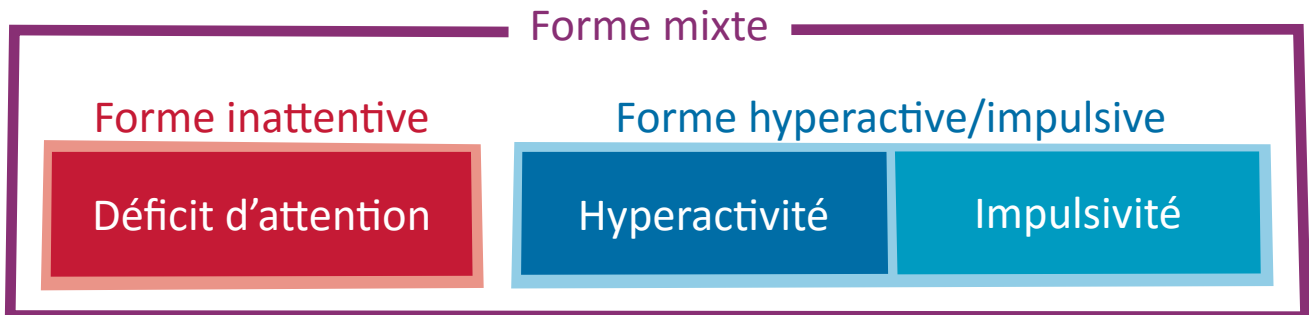 Forme mixte
Forme inattentive
Forme hyperactive/impulsive
Déficit d'attention
Hyperactivité
Impulsivité